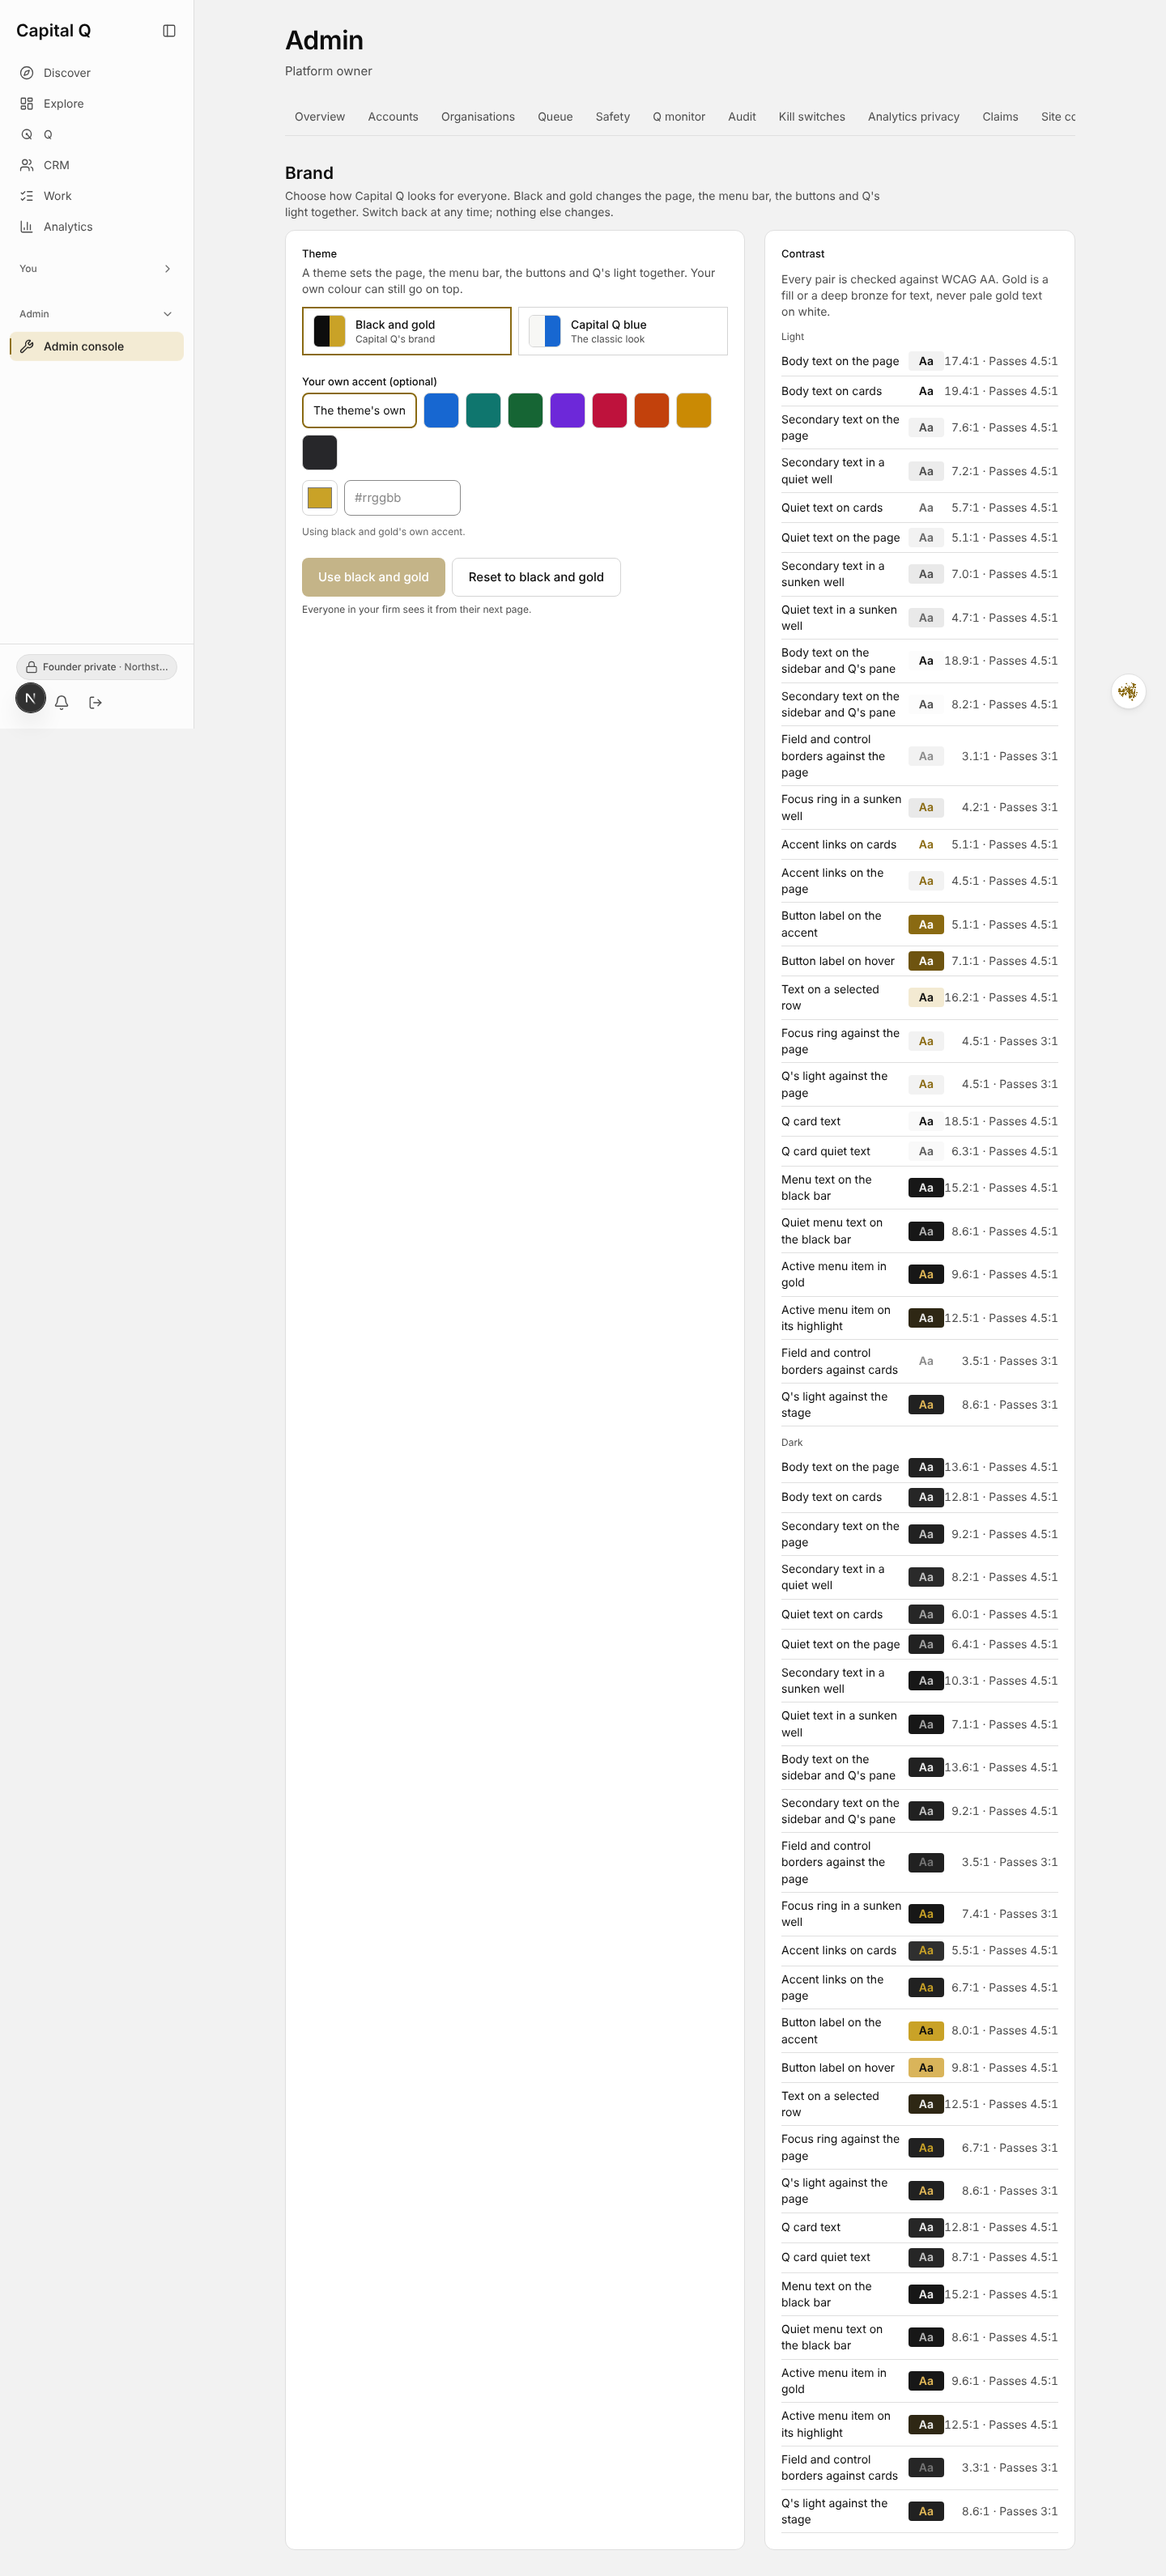 Capital Q
Discover
Explore
Q
CRM
Work
Analytics
You
Admin
Admin console
Founder private · Northst...
N
Admin
Platform owner
Overview Accounts Organisations Queue Safety Q monitor Audit Kill switches Analytics privacy Claims Site cc
Brand
Choose how Capital Q looks for everyone. Black and gold changes the page, the menu bar, the buttons and Q's
light together. Switch back at any time; nothing else changes.
Theme
A theme sets the page, the menu bar, the buttons and Q's light together. Your
own colour can still go on top.
Black and gold
Capital Q's brand
Capital Q blue
The classic look
Your own accent (optional)
The theme's own
#rrggbb
Using black and gold's own accent.
Use black and gold
Reset to black and gold
Everyone in your firm sees it from their next page.
Contrast
Every pair is checked against WCAG AA. Gold is a
fill or a deep bronze for text, never pale gold text
on white.
Light
Body text on the page Aa 17.4:1 · Passes 4.5:1
Body text on cards Aa 19.4:1 · Passes 4.5:1
Secondary text on the
page Aa 7.6:1 · Passes 4.5:1
Secondary text in a
quiet well Aa 7.2:1 · Passes 4.5:1
Quiet text on cards Aa 5.7:1 · Passes 4.5:1
Quiet text on the page Aa 5.1:1 · Passes 4.5:1
Secondary text in a
sunken well Aa 7.0:1 · Passes 4.5:1
Quiet text in a sunken
well Aa 4.7:1 · Passes 4.5:1
Body text on the
sidebar and Q's pane Aa 18.9:1 · Passes 4.5:1
Secondary text on the
sidebar and Q's pane Aa 8.2:1 · Passes 4.5:1
Field and control
borders against the
page Aa 3.1:1 · Passes 3:1
Focus ring in a sunken
well Aa 4.2:1 · Passes 3:1
Accent links on cards Aa 5.1:1 · Passes 4.5:1
Accent links on the
page Aa 4.5:1 · Passes 4.5:1
Button label on the
accent Aa 5.1:1 · Passes 4.5:1
Button label on hover Aa 7.1:1 · Passes 4.5:1
Text on a selected
row Aa 16.2:1 · Passes 4.5:1
Focus ring against the
page Aa 4.5:1 · Passes 3:1
Q's light against the
page Aa 4.5:1 · Passes 3:1
Q card text Aa 18.5:1 · Passes 4.5:1
Q card quiet text Aa 6.3:1 · Passes 4.5:1
Menu text on the
black bar Aa 15.2:1 · Passes 4.5:1
Quiet menu text on
the black bar Aa 8.6:1 · Passes 4.5:1
Active menu item in
gold Aa 9.6:1 · Passes 4.5:1
Active menu item on
its highlight Aa 12.5:1 · Passes 4.5:1
Field and control
borders against cards Aa 3.5:1 · Passes 3:1
Q's light against the
stage Aa 8.6:1 · Passes 3:1
Dark
Body text on the page Aa 13.6:1 · Passes 4.5:1
Body text on cards Aa 12.8:1 · Passes 4.5:1
Secondary text on the
page Aa 9.2:1 · Passes 4.5:1
Secondary text in a
quiet well Aa 8.2:1 · Passes 4.5:1
Quiet text on cards Aa 6.0:1 · Passes 4.5:1
Quiet text on the page Aa 6.4:1 · Passes 4.5:1
Secondary text in a
sunken well Aa 10.3:1 · Passes 4.5:1
Quiet text in a sunken
well Aa 7.1:1 · Passes 4.5:1
Body text on the
sidebar and Q's pane Aa 13.6:1 · Passes 4.5:1
Secondary text on the
sidebar and Q's pane Aa 9.2:1 · Passes 4.5:1
Field and control
borders against the
page Aa 3.5:1 · Passes 3:1
Focus ring in a sunken
well Aa 7.4:1 · Passes 3:1
Accent links on cards Aa 5.5:1 · Passes 4.5:1
Accent links on the
page Aa 6.7:1 · Passes 4.5:1
Button label on the
accent Aa 8.0:1 · Passes 4.5:1
Button label on hover Aa 9.8:1 · Passes 4.5:1
Text on a selected
row Aa 12.5:1 · Passes 4.5:1
Focus ring against the
page Aa 6.7:1 · Passes 3:1
Q's light against the
page Aa 8.6:1 · Passes 3:1
Q card text Aa 12.8:1 · Passes 4.5:1
Q card quiet text Aa 8.7:1 · Passes 4.5:1
Menu text on the
black bar Aa 15.2:1 · Passes 4.5:1
Quiet menu text on
the black bar Aa 8.6:1 · Passes 4.5:1
Active menu item in
gold Aa 9.6:1 · Passes 4.5:1
Active menu item on
its highlight Aa 12.5:1 · Passes 4.5:1
Field and control
borders against cards Aa 3.3:1 · Passes 3:1
Q's light against the
stage Aa 8.6:1 · Passes 3:1